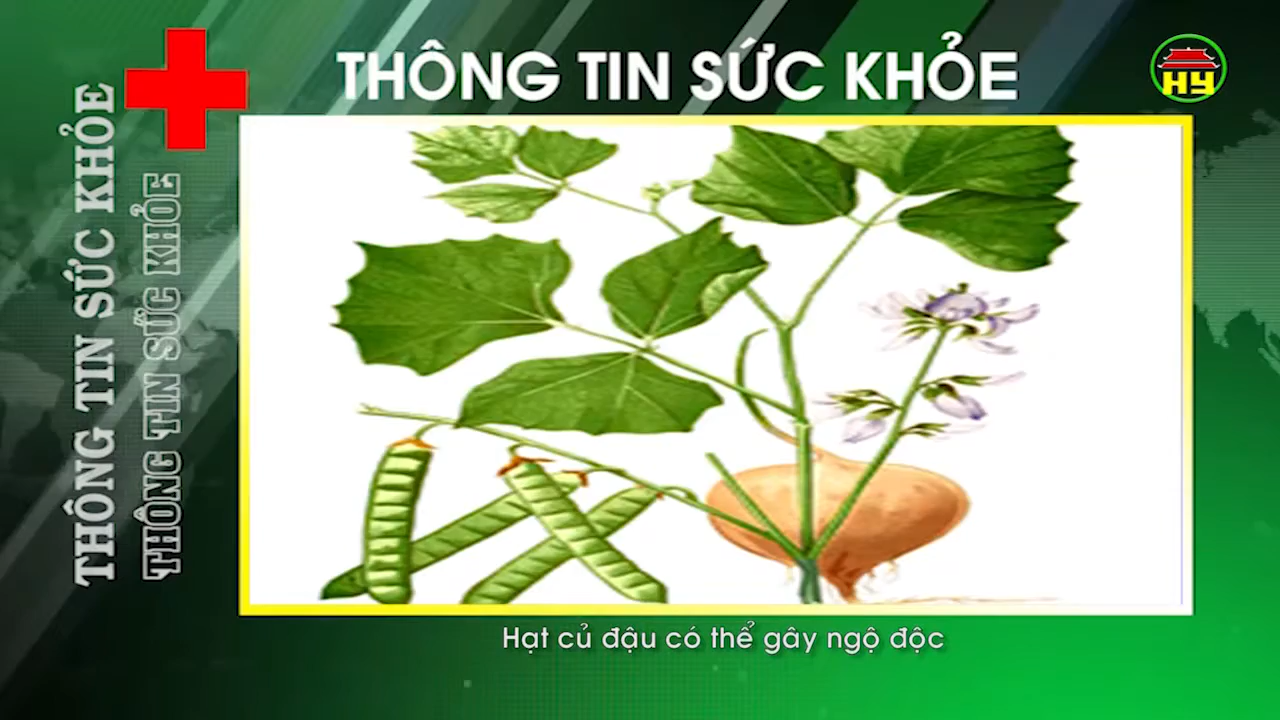 THÔNG TIN SỨC KHỎE
HY
THÔNG TIN SỨC KHỎE
THÔNG TIN SỨC KHỎE
Hạt củ đậu có thể gây ngộ độc